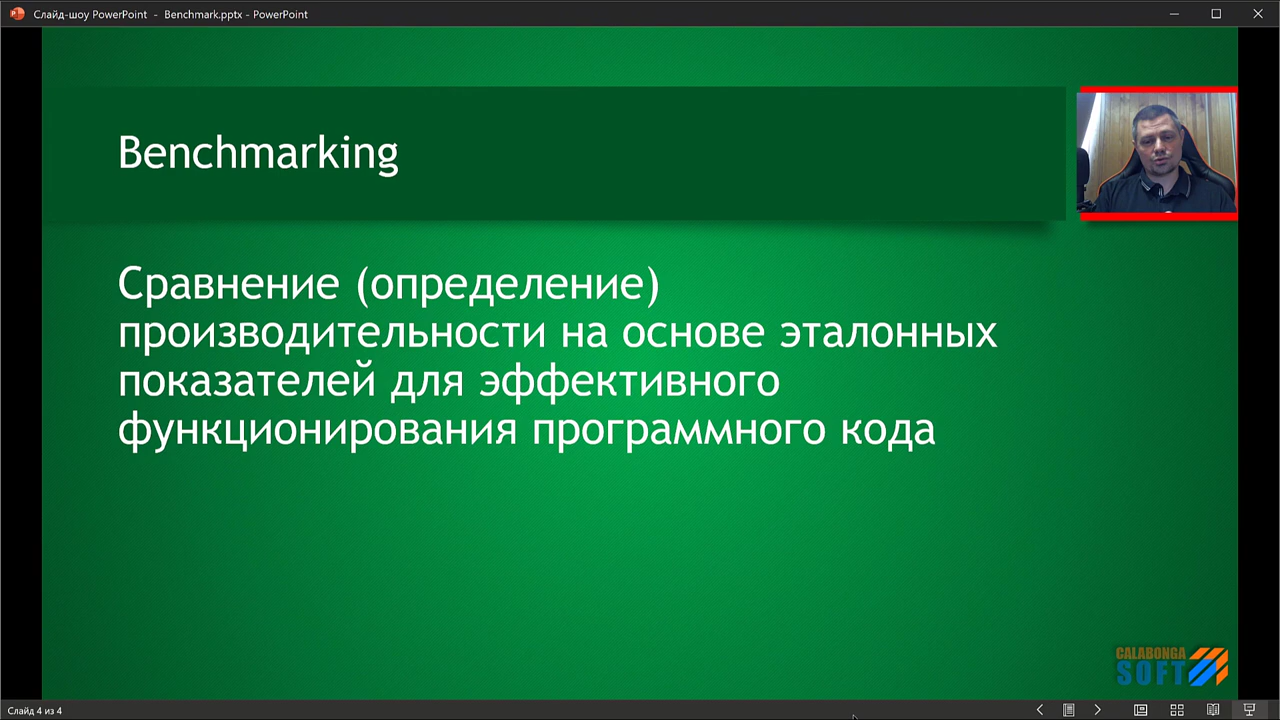 Слайд-шоу PowerPoint - Benchmark.pptx - PowerPoint
Benchmarking
Сравнение (определение)
производительности на основе эталонных
показателей для эффективного
функционирования программного кода
CALABONGA
SOFT
Слайд 4 из 4